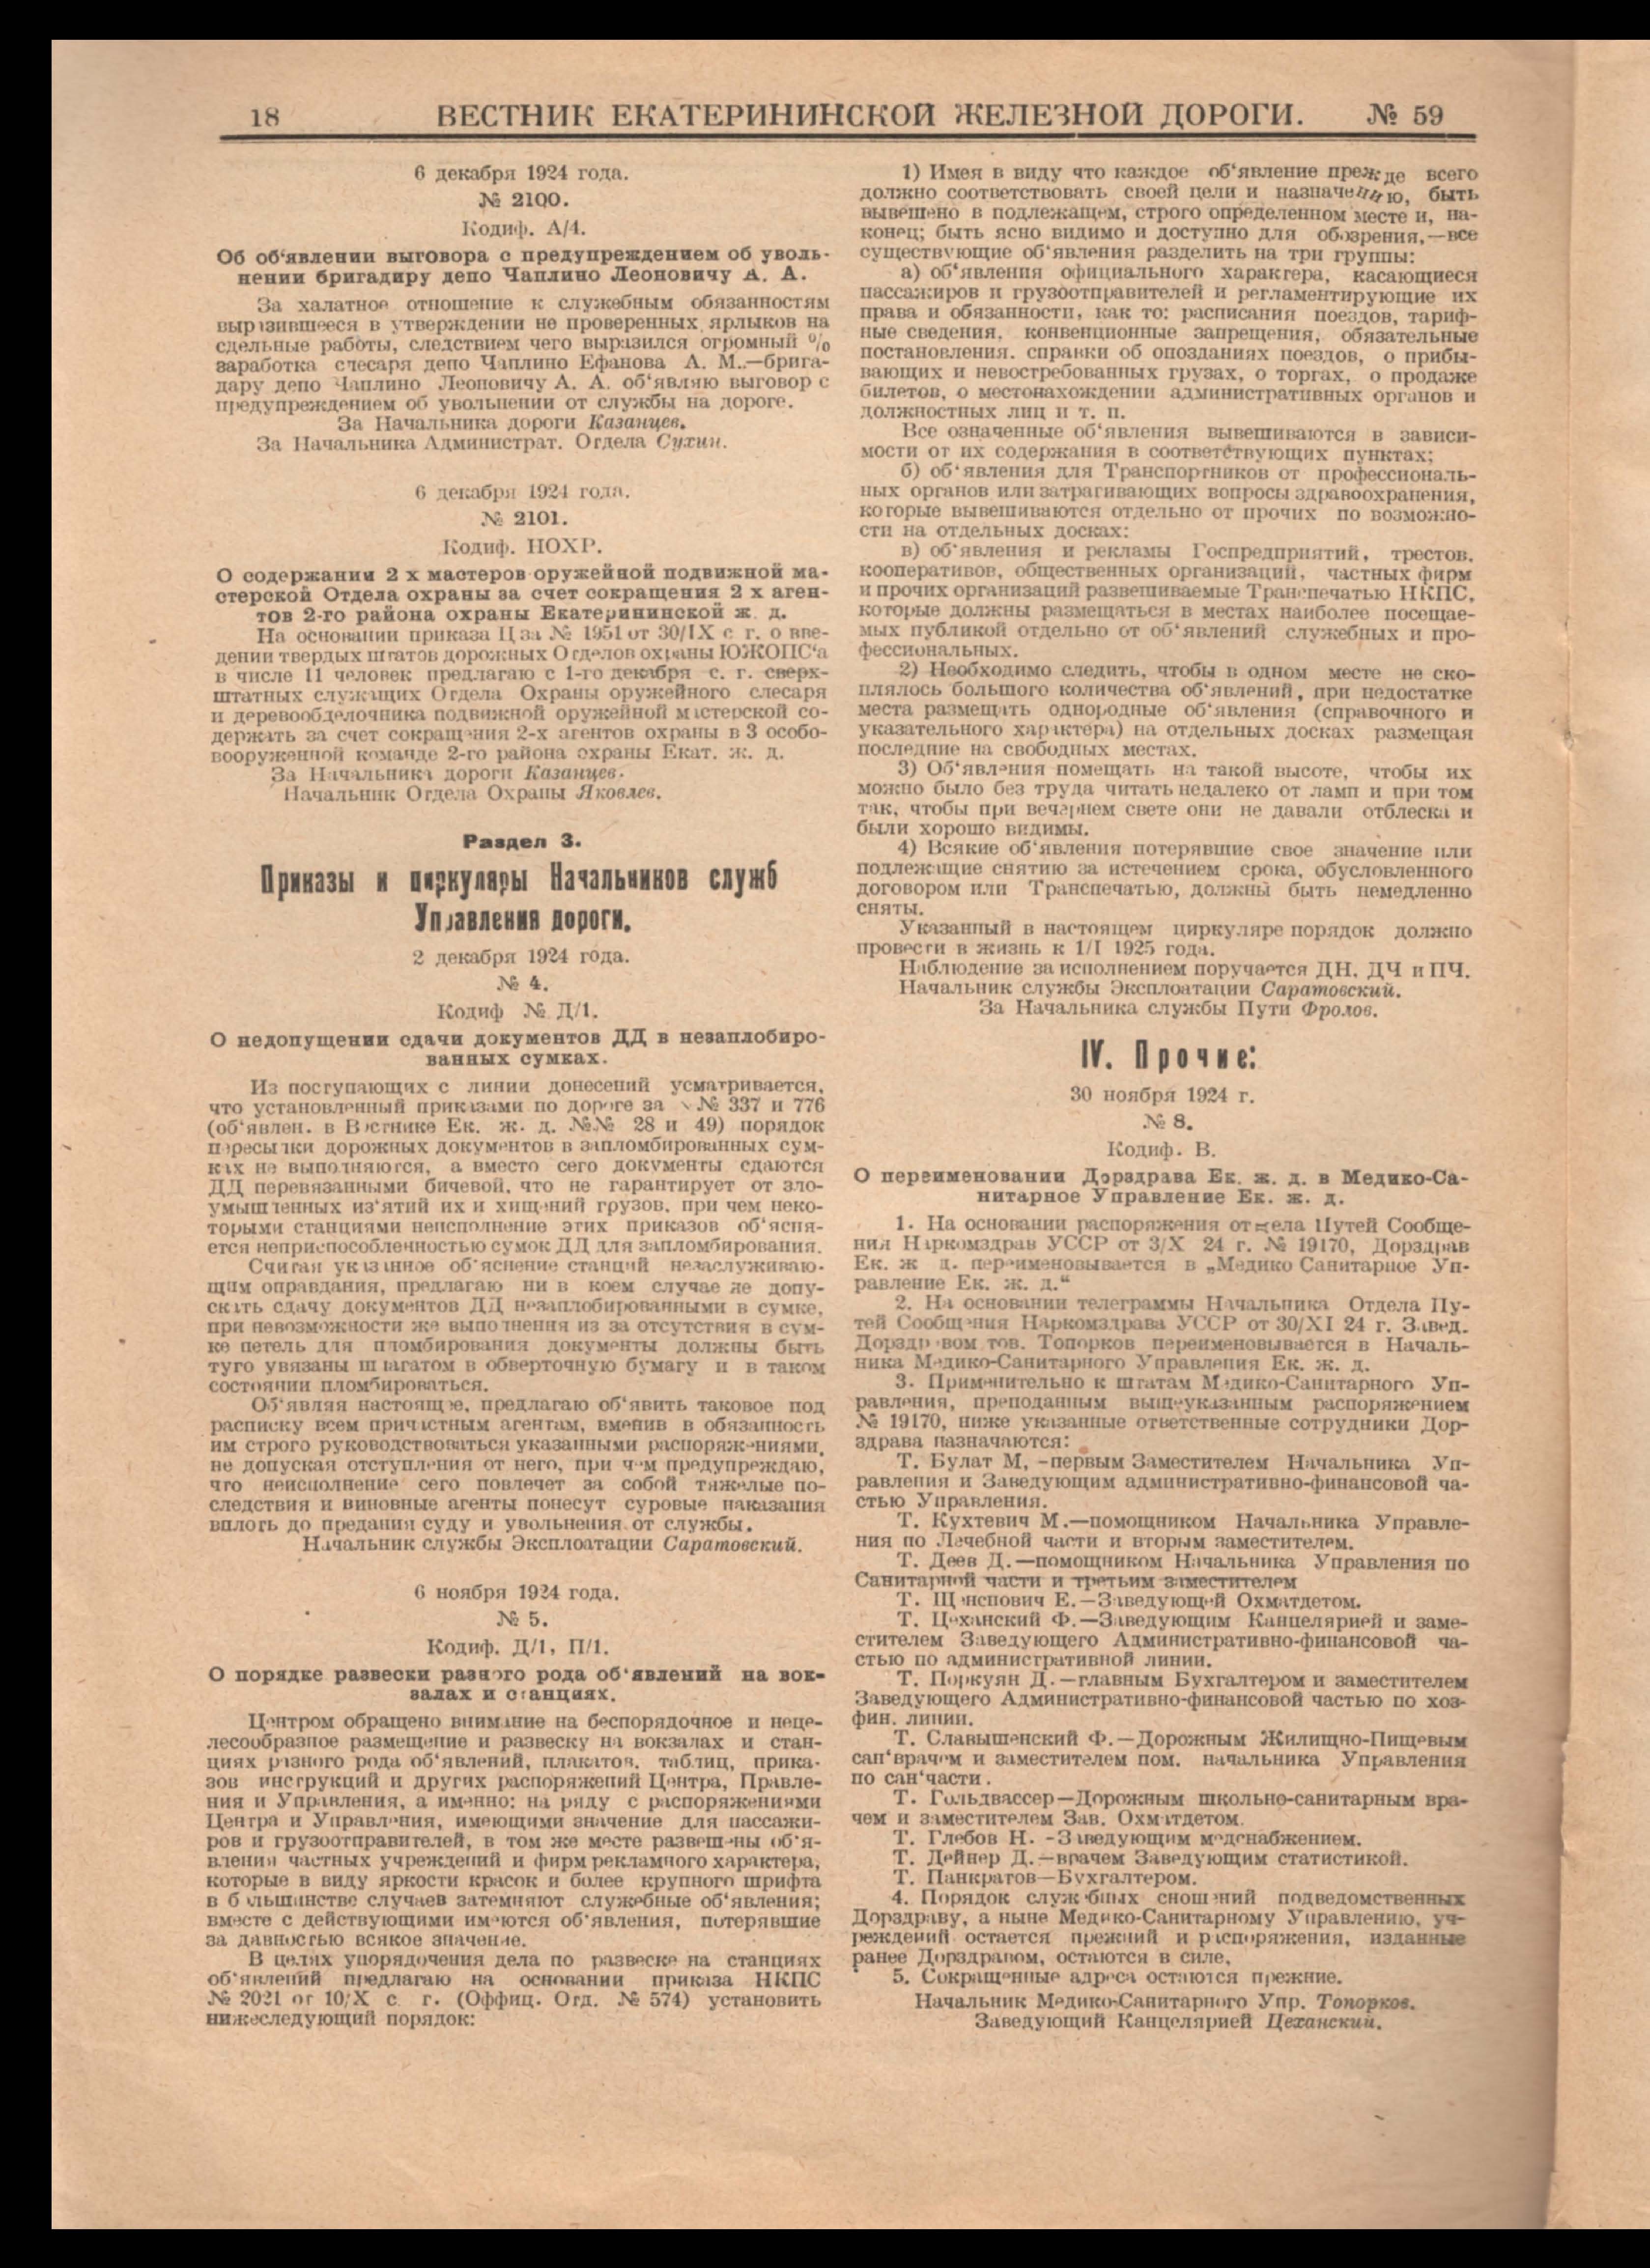 18
ВЕСТНИК ЕКАТЕРИНИНСКОЙ ЖЕЛЕЗНОЙ ДОРОГИ.
№ 59
6 декабря 1924 года.
№ 2100.
Кодиф. А/4.
Об об‘явлении выговора с предупреждением об уволь-
нении бригадиру депо Чаплино Леоновичу А. А.
За халатное отношение к служебным обязанностям
выразившееся в утверждении не проверенных ярлыков на
сдельные работы, следствием чего выразился огромный %
заработка слесаря депо Чаплино Ефанова А. М.—брига-
дару депо Чаплино Леоновичу А. А. об‘являю выговор с
предупреждением об увольнении от службы на дороге.
За Начальника дороги Казанцев.
За Начальника Администрат. Отдела Сухин.
6 декабря 1924 года.
№ 2101.
Кодиф. НОХР.
О содержании 2 х мастеров оружейной подвижной ма-
стерской Отдела охраны за счет сокращения 2 х аген-
тов 2-го района охраны Екатерининской ж. д.
На основании приказа Ц за № 1951 от 30/IX с. г. о вве-
дении твердых штатов дорожных Отделов охраны ЮЖОПС‘а
в числе 11 человек предлагаю с 1-го декабря с. г. сверх-
штатных служащих Отдела Охраны оружейного слесаря
и деревообделочника подвижной оружейной мастерской со-
держать за счет сокращения 2-х агентов охраны в 3 особо-
вооруженной команде 2-го района охраны Екат. ж. д.
За Начальника дороги Казанцев.
Начальник Отдела Охраны Яковлев.
Раздел 3.
Приказы и циркуляры Начальников служб
Управления дороги.
2 декабря 1924 года.
№ 4.
Кодиф № Д/1.
О недопущении сдачи документов ДД в незаплобиро-
ванных сумках.
Из поступающих с линии донесений усматривается,
что установленный приказами по дороге за № 337 и 776
(об‘явлен. в Вестнике Ек. ж. д. №№ 28 и 49) порядок
пересылки дорожных документов в запломбированных сум-
ках не выполняются, а вместо сего документы сдаются
ДД перевязанными бичевой, что не гарантирует от зло-
умышленных из‘ятий их и хищений грузов, при чем неко-
торыми станциями неисполнение этих приказов об‘ясня-
ется неприспособленностью сумок ДД для запломбирования.
Считая указанное об‘яснение станций незаслуживаю-
щим оправдания, предлагаю ни в коем случае не допу-
скать сдачу документов ДД незаплобированными в сумке,
при невозможности же выполнения из за отсутствия в сум-
ке петель для пломбирования документы должны быть
туго увязаны шпагатом в обверточную бумагу и в таком
состоянии пломбироваться.
Об‘являя настоящее, предлагаю об‘явить таковое под
расписку всем причастным агентам, вменив в обязанность
им строго руководствоваться указанными распоряжениями,
не допуская отступления от него, при чем предупреждаю,
что неисполнение сего повлечет за собой тяжелые по-
следствия и виновные агенты понесут суровые наказания
вплоть до предания суду и увольнения от службы.
Начальник службы Эксплоатации Саратовский.
6 ноября 1924 года.
№ 5.
Кодиф. Д/1, П/1.
О порядке развески разного рода об‘явлений на вок-
залах и станциях.
Центром обращено внимание на беспорядочное и неце-
лесообразное размещение и развеску на вокзалах и стан-
циях разного рода об‘явлений, плакатов, таблиц, прика-
зов инструкций и других распоряжений Центра, Правле-
ния и Управления, а именно: на ряду с распоряжениями
Центра и Управления, имеющими значение для пассажи-
ров и грузоотправителей, в том же месте развешены об‘я-
вления частных учреждений и фирм рекламного характера,
которые в виду яркости красок и более крупного шрифта
в большинстве случаев затемняют служебные об‘явления;
вместе с действующими имеются об‘явления, потерявшие
за давностью всякое значение.
В целях упорядочения дела по развеске на станциях
об‘явлений предлагаю на основании приказа НКПС
№ 2021 от 10/X с г. (Оффиц. Отд. № 574) установить
нижеследующий порядок:
1) Имея в виду что каждое об‘явление прежде всего
должно соответствовать своей цели и назначению, быть
вывешено в подлежащем, строго определенном месте и, на-
конец; быть ясно видимо и доступно для обозрения,—все
существующие об‘явления разделить на три группы:
а) об‘явления официального характера, касающиеся
пассажиров и грузоотправителей и регламентирующие их
права и обязанности, как то: расписания поездов, тариф-
ные сведения, конвенционные запрещения, обязательные
постановления. справки об опозданиях поездов, о прибы-
вающих и невостребованных грузах, о торгах, о продаже
билетов, о местонахождении административных органов и
должностных лиц и т. п.
Все означенные об‘явления вывешиваются в зависи-
мости от их содержания в соответствующих пунктах;
б) об‘явления для Транспортников от профессиональ-
ных органов или затрагивающих вопросы здравоохранения,
которые вывешиваются отдельно от прочих по возможно-
сти на отдельных досках:
в) об‘явления и рекламы Госпредприятий, трестов,
кооперативов, общественных организаций, частных фирм
и прочих организаций развешиваемые Транспечатью НКПС,
которые должны размещаться в местах наиболее посещае-
мых публикой отдельно от об‘явлений служебных и про-
фессиональных.
2) Необходимо следить, чтобы в одном месте не ско-
плялось большого количества об‘явлений, при недостатке
места размещать однородные об‘явления (справочного и
указательного характера) на отдельных досках размещая
последние на свободных местах.
3) Об‘явления помещать на такой высоте, чтобы их
можно было без труда читать недалеко от ламп и при том
так, чтобы при вечернем свете они не давали отблеска и
были хорошо видимы.
4) Всякие об‘явления потерявшие свое значение или
подлежащие снятию за истечением срока, обусловленного
договором или Транспечатью, должны быть немедленно
сняты.
Указанный в настоящем циркуляре порядок должно
провести в жизнь к 1/I 1925 года.
Наблюдение за исполнением поручается ДН, ДЧ и ПЧ.
Начальник службы Эксплоатации Саратовский.
За Начальника службы Пути Фролов.
IV. Прочие:
30 ноября 1924 г.
№ 8.
Кодиф. В.
О переименовании Дорздрава Ек. ж. д. в Медико-Са-
нитарное Управление Ек. ж. д.
1. На основании распоряжения отдела Путей Сообще-
ния Наркомздрав УССР от 3/X 24 г. № 19170, Дорздрав
Ек. ж д. переименовывается в „Медико Санитарное Уп-
равление Ек. ж. д.“
2. На основании телеграммы Начальника Отдела Пу-
тей Сообщения Наркомздрава УССР от 30/XI 24 г. Завед.
Дорздравом тов. Топорков переименовывается в Началь-
ника Медико-Санитарного Управления Ек. ж. д.
3. Применительно к штатам Медико-Санитарного Уп-
равления, преподанным вышеуказанным распоряжением
№ 19170, ниже указанные ответственные сотрудники Дор-
здрава назначаются:
Т. Булат М, -первым Заместителем Начальника Уп-
равления и Заведующим административно-финансовой ча-
стью Управления.
Т. Кухтевич М.—помощником Начальника Управле-
ния по Лечебной части и вторым заместителем.
Т. Деев Д.—помощником Начальника Управления по
Санитарной части и третьим заместителем
Т. Щенспович Е.—Заведующей Охматдетом.
Т. Цеханский Ф.—Заведующим Канцелярией и заме-
стителем Заведующего Административно-финансовой ча-
стью по административной линии.
Т. Поркуян Д.—главным Бухгалтером и заместителем
Заведующего Административно-финансовой частью по хоз-
фин. линии.
Т. Славышенский Ф.—Дорожным Жилищно-Пищевым
сан‘врачем и заместителем пом. начальника Управления
по сан‘части.
Т. Гольдвассер—Дорожным школьно-санитарным вра-
чем и заместителем Зав. Охматдетом.
Т. Глебов Н. -Заведующим медснабжением.
Т. Дейнер Д.—врачем Заведующим статистикой.
Т. Панкратов—Бухгалтером.
4. Порядок служебных сношений подведомственных
Дорздраву, а ныне Медико-Санитарному Управлению, уч-
реждений остается прежний и распоряжения, изданные
ранее Дорздравом, остаются в силе,
5. Сокращенные адреса остаются прежние.
Начальник Медико-Санитарного Упр. Топорков.
Заведующий Канцелярией Цеханский.